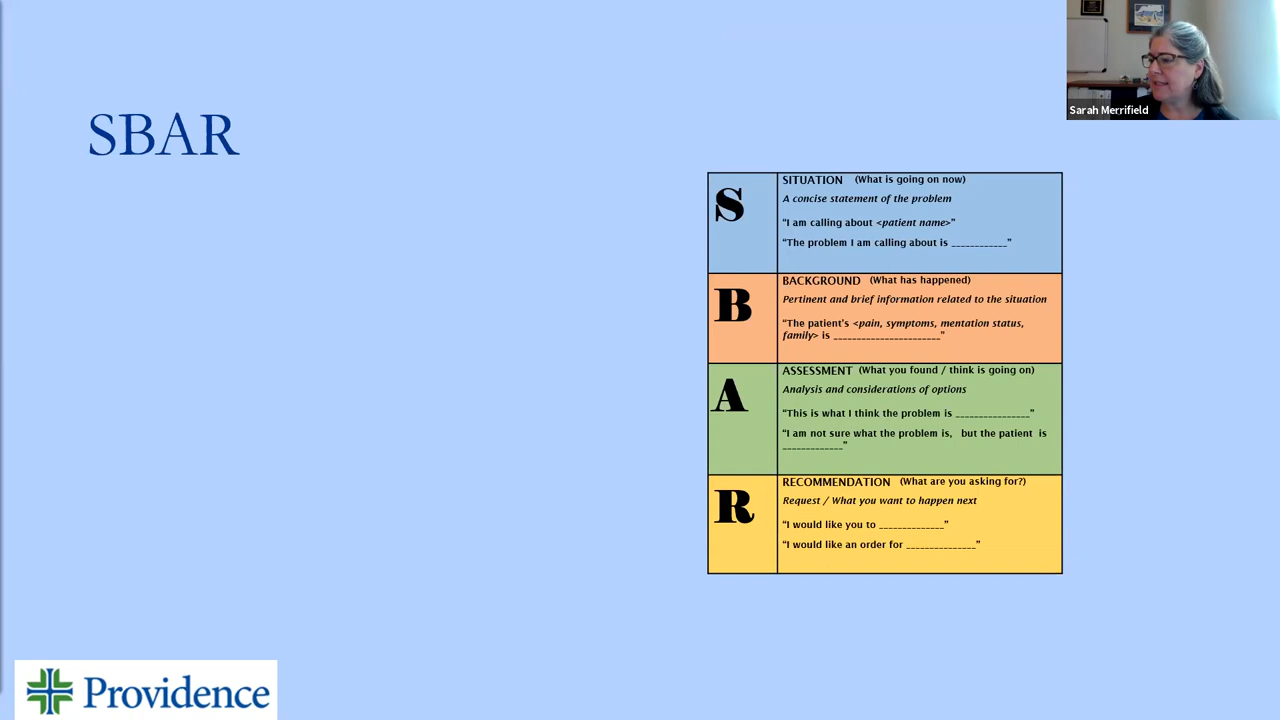 SBAR
Sarah Merrifield
S
SITUATION (What is going on now)
A concise statement of the problem
“I am calling about <patient name>”
“The problem I am calling about is ____________”
B
BACKGROUND (What has happened)
Pertinent and brief information related to the situation
“The patient’s <pain, symptoms, mentation status,
family> is _______________________”
A
ASSESSMENT (What you found / think is going on)
Analysis and considerations of options
“This is what I think the problem is ________________”
“I am not sure what the problem is, but the patient is
_____________”
R
RECOMMENDATION (What are you asking for?)
Request / What you want to happen next
“I would like you to ______________”
“I would like an order for _______________”
Providence